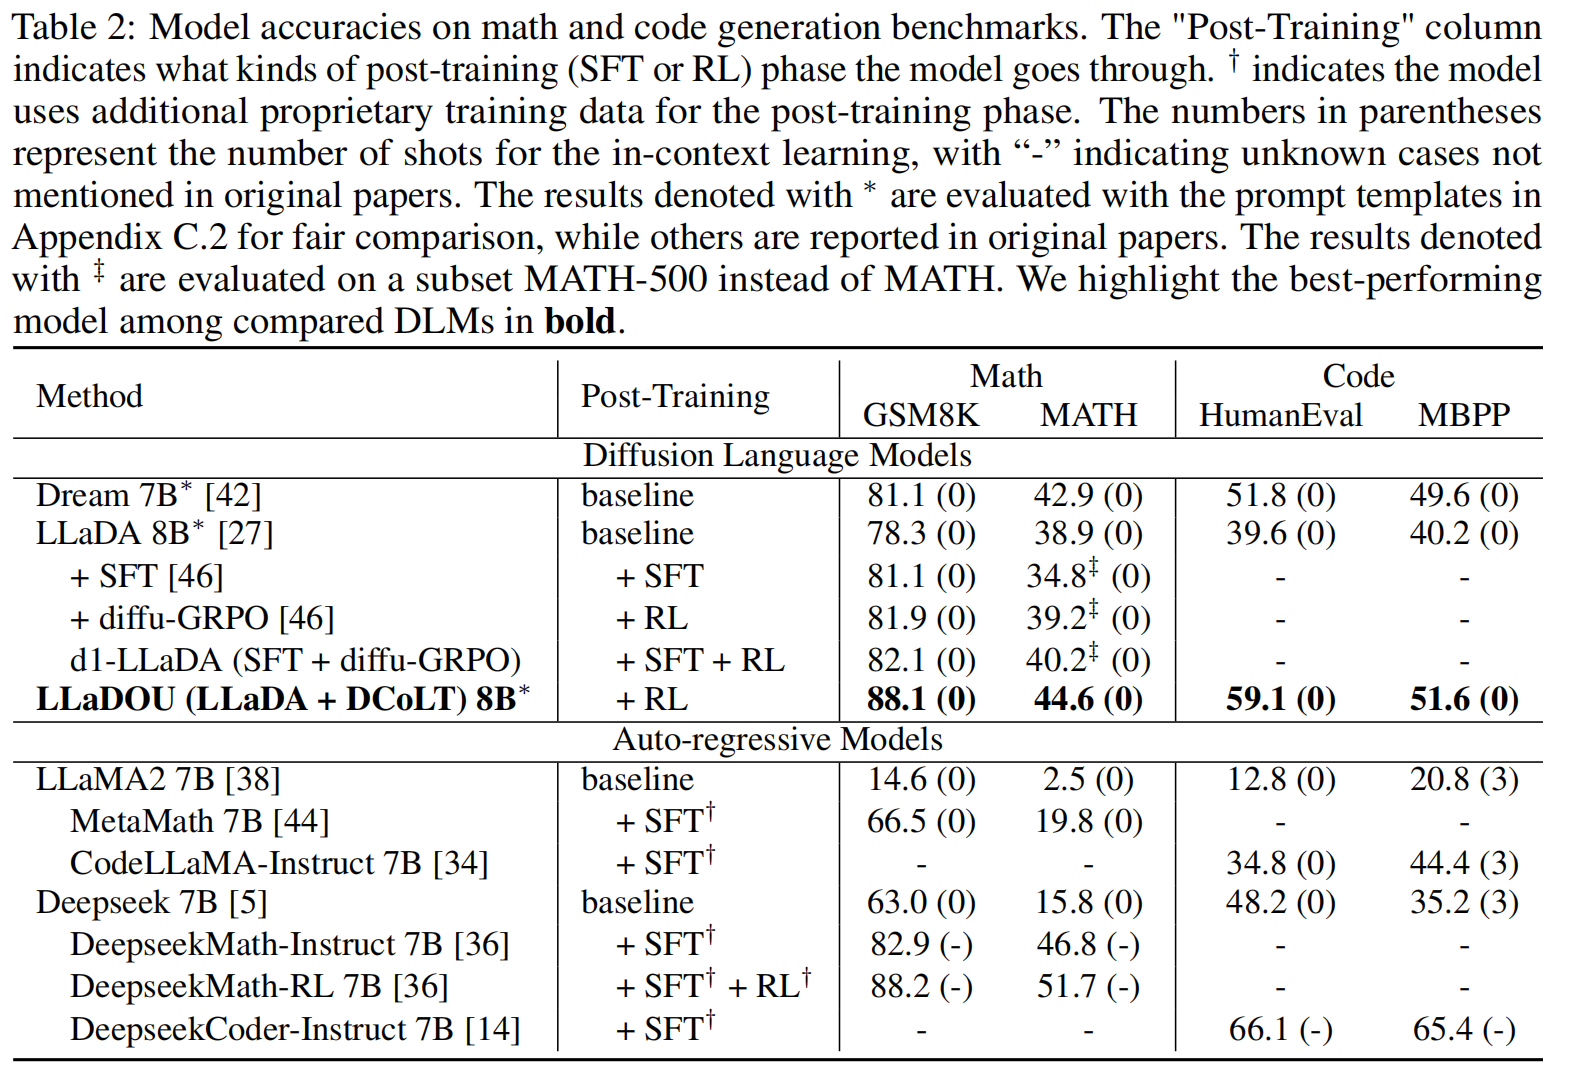 Table 2: Model accuracies on math and code generation benchmarks. The "Post-Training" column
indicates what kinds of post-training (SFT or RL) phase the model goes through. † indicates the model
uses additional proprietary training data for the post-training phase. The numbers in parentheses
represent the number of shots for the in-context learning, with “-” indicating unknown cases not
mentioned in original papers. The results denoted with * are evaluated with the prompt templates in
Appendix C.2 for fair comparison, while others are reported in original papers. The results denoted
with ‡ are evaluated on a subset MATH-500 instead of MATH. We highlight the best-performing
model among compared DLMs in bold.
Method Post-Training Math Code
GSM8K MATH HumanEval MBPP
Diffusion Language Models
Dream 7B* [42] baseline 81.1 (0) 42.9 (0) 51.8 (0) 49.6 (0)
LLaDA 8B* [27] baseline 78.3 (0) 38.9 (0) 39.6 (0) 40.2 (0)
+ SFT [46] + SFT 81.1 (0) 34.8‡ (0) - -
+ diffu-GRPO [46] + RL 81.9 (0) 39.2‡ (0) - -
d1-LLaDA (SFT + diffu-GRPO) + SFT + RL 82.1 (0) 40.2‡ (0) - -
LLaDOU (LLaDA + DCoLT) 8B* + RL 88.1 (0) 44.6 (0) 59.1 (0) 51.6 (0)
Auto-regressive Models
LLaMA2 7B [38] baseline 14.6 (0) 2.5 (0) 12.8 (0) 20.8 (3)
MetaMath 7B [44] + SFT† 66.5 (0) 19.8 (0) - -
CodeLLaMA-Instruct 7B [34] + SFT† - - 34.8 (0) 44.4 (3)
Deepseek 7B [5] baseline 63.0 (0) 15.8 (0) 48.2 (0) 35.2 (3)
DeepseekMath-Instruct 7B [36] + SFT† 82.9 (-) 46.8 (-) - -
DeepseekMath-RL 7B [36] + SFT† + RL† 88.2 (-) 51.7 (-) - -
DeepseekCoder-Instruct 7B [14] + SFT† - - 66.1 (-) 65.4 (-)